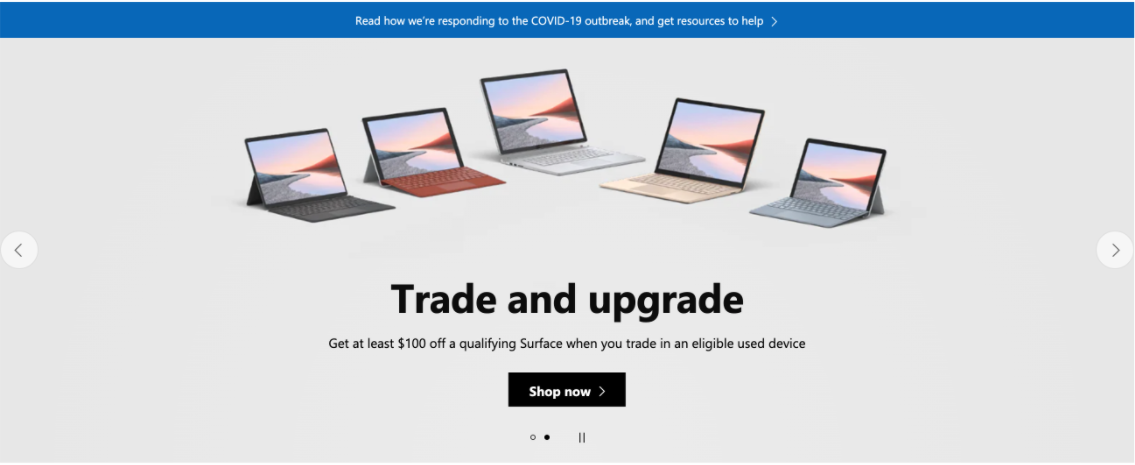 Read how we're responding to the COVID-19 outbreak, and get resources to help
Trade and upgrade
Get at least $100 off a qualifying Surface when you trade in an eligible used device
Shop now